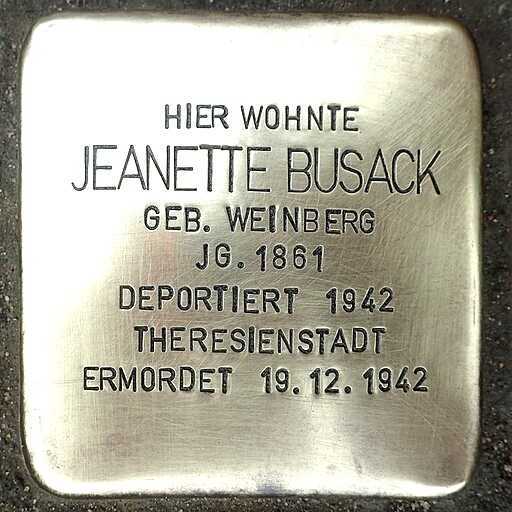 HIER WOHNTE
JEANETTE BUSACK
GEB. WEINBERG
JG. 1861
DEPORTIERT 1942
THERESIENSTADT
ERMORDET 19.12.1942